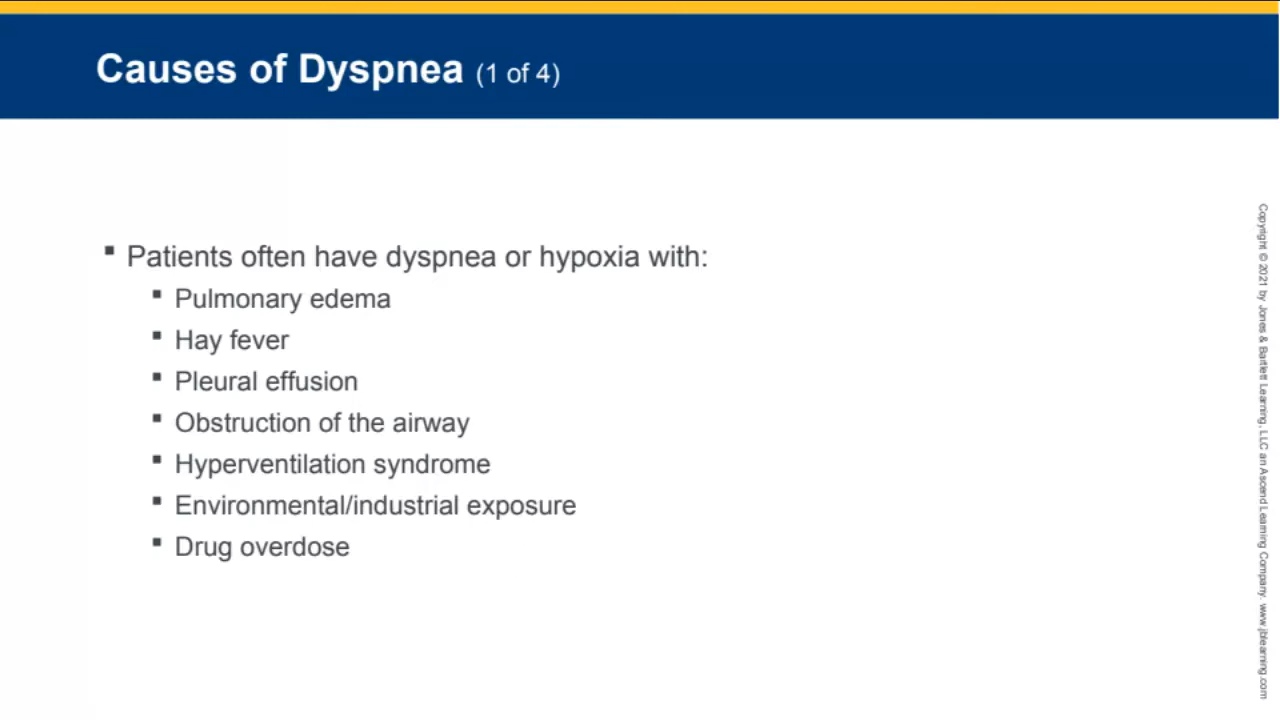 Causes of Dyspnea (1 of 4)
▪ Patients often have dyspnea or hypoxia with:
▪ Pulmonary edema
▪ Hay fever
▪ Pleural effusion
▪ Obstruction of the airway
▪ Hyperventilation syndrome
▪ Environmental/industrial exposure
▪ Drug overdose
Copyright © 2021 by Jones & Bartlett Learning, LLC an Ascend Learning Company. www.jblearning.com